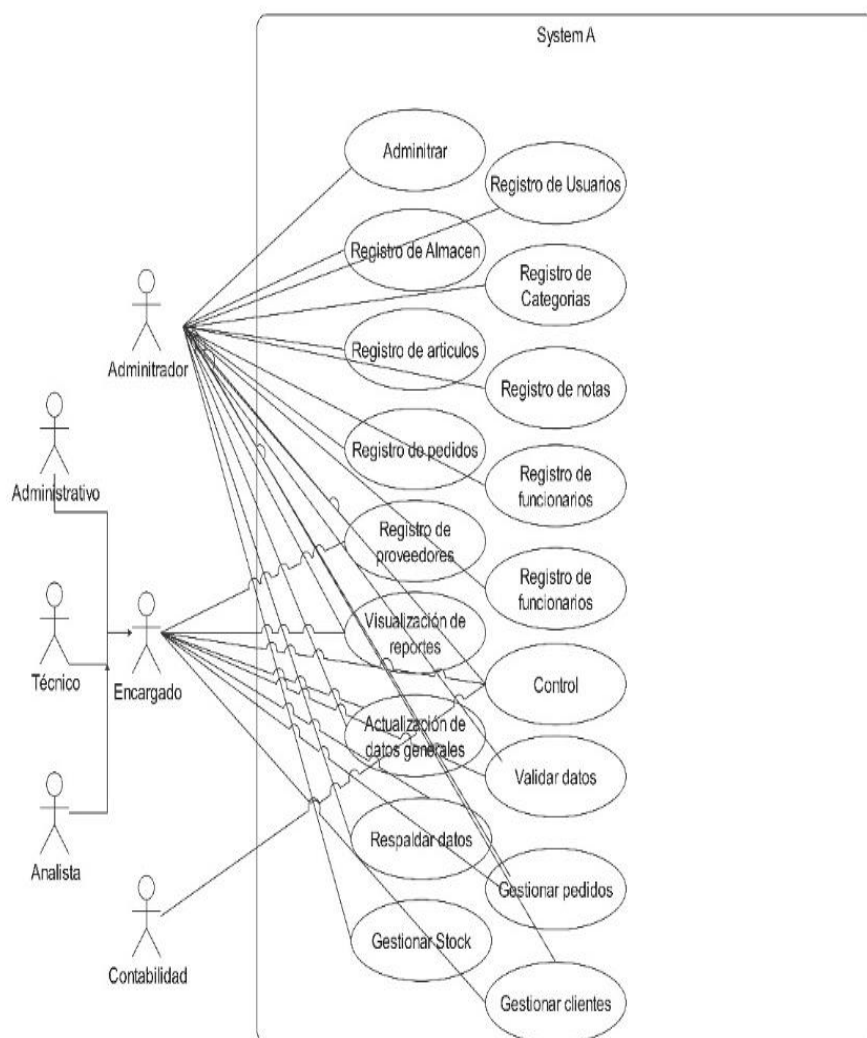 System A
Adminitrar
Registro de Usuarios
Registro de Almacen
Registro de
Categorias
Adminitrador
Registro de articulos
Registro de notas
Administrativo
Registro de pedidos
Registro de
funcionarios
Registro de
proveedores
Registro de
funcionarios
Técnico
Encargado
Visualización de
reportes
Control
Actualización de
datos generales
Validar datos
Analista
Respaldar datos
Gestionar pedidos
Contabilidad
Gestionar Stock
Gestionar clientes